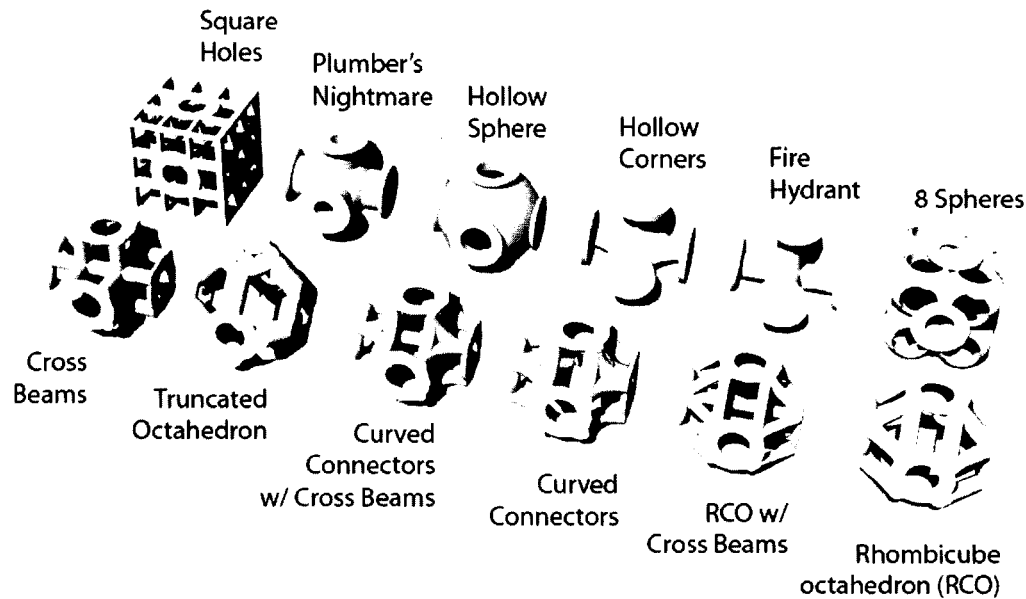 Square
Holes
Plumber's
Nightmare
Hollow
Sphere
Hollow
Corners
Fire
Hydrant
8 Spheres
Cross
Beams
Truncated
Octahedron
Curved
Connectors
w/ Cross Beams
Curved
Connectors
RCO w/
Cross Beams
Rhombicube
octahedron (RCO)